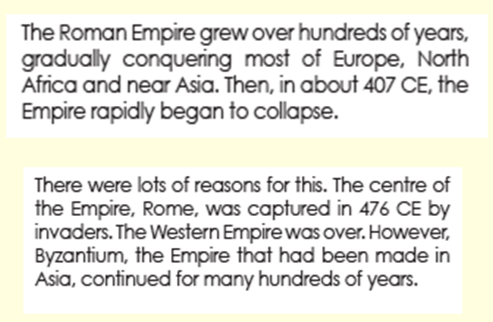 The Roman Empire grew over hundreds of years,
gradually conquering most of Europe, North
Africa and near Asia. Then, in about 407 CE, the
Empire rapidly began to collapse.
There were lots of reasons for this. The centre of
the Empire, Rome, was captured in 476 CE by
invaders. The Western Empire was over. However,
Byzantium, the Empire that had been made in
Asia, continued for many hundreds of years.